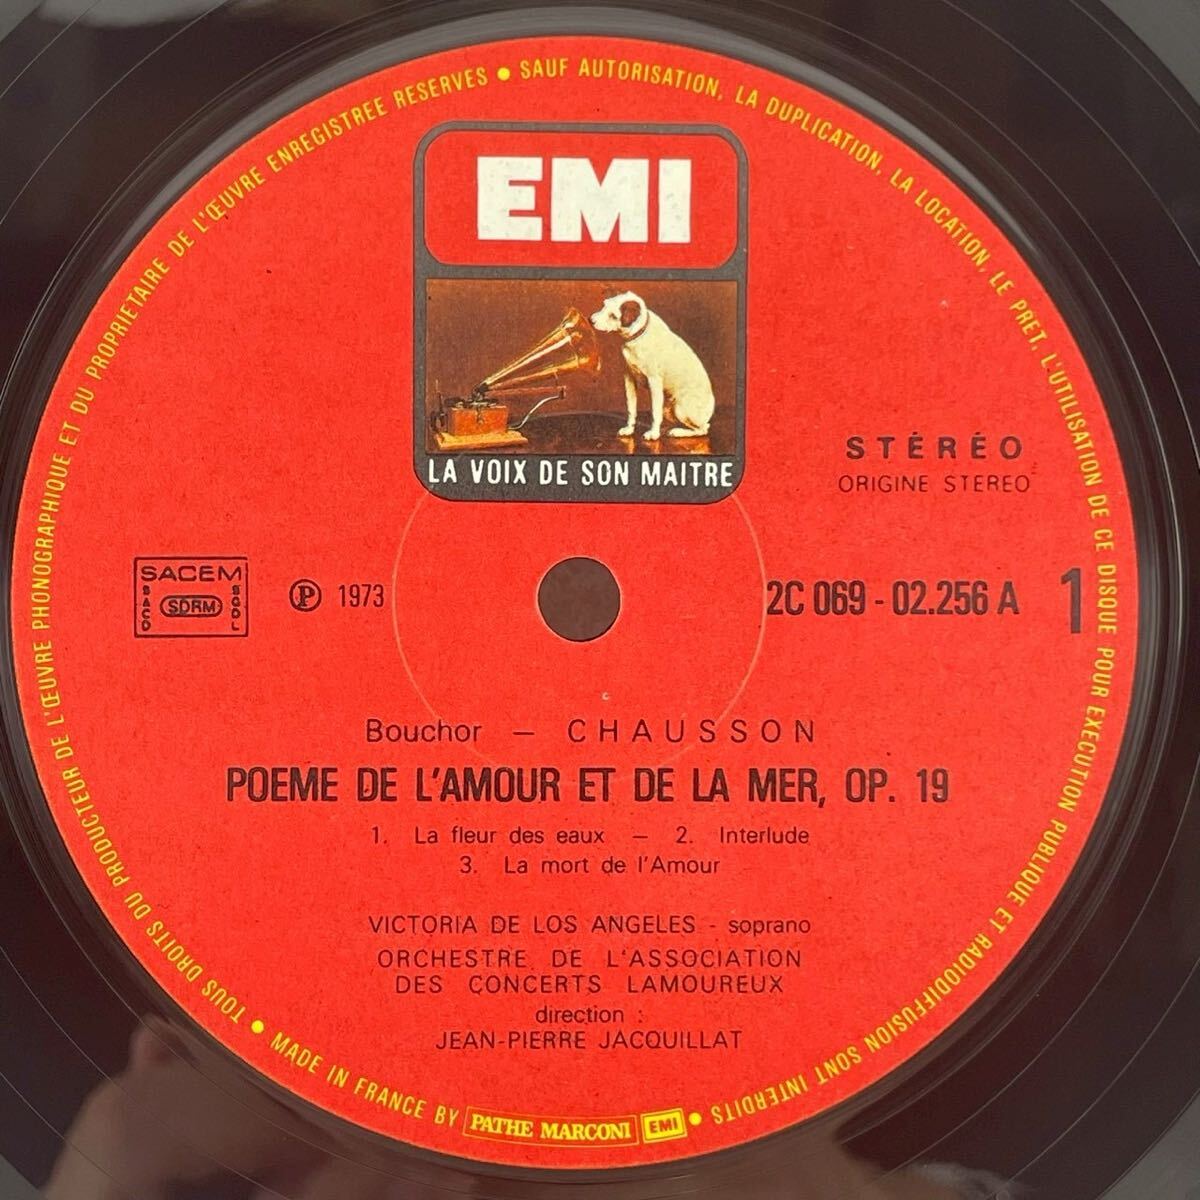 TOUS DROITS DU PRODUCTEUR DE L'ŒUVRE PHONOGRAPHIQUE ET DU PROPRIETAIRE DE L'ŒUVRE ENREGISTREE RESERVES • SAUF AUTORISATION, LA DUPLICATION, LA LOCATION, LE PRET, L'UTILISATION DE CE DISQUE POUR EXECUTION PUBLIQUE ET RADIODIFFUSION SONT INTERDITS •
EMI
LA VOIX DE SON MAITRE
STÉRÉO
ORIGINE STEREO
SACEM
SACD SDRM SGDL
Ⓟ 1973
2C 069 - 02.256 A 1
Bouchor – CHAUSSON
POEME DE L'AMOUR ET DE LA MER, OP. 19
1. La fleur des eaux – 2. Interlude
3. La mort de l'Amour
VICTORIA DE LOS ANGELES - soprano
ORCHESTRE DE L'ASSOCIATION
DES CONCERTS LAMOUREUX
direction :
JEAN-PIERRE JACQUILLAT
• MADE IN FRANCE BY PATHE MARCONI EMI